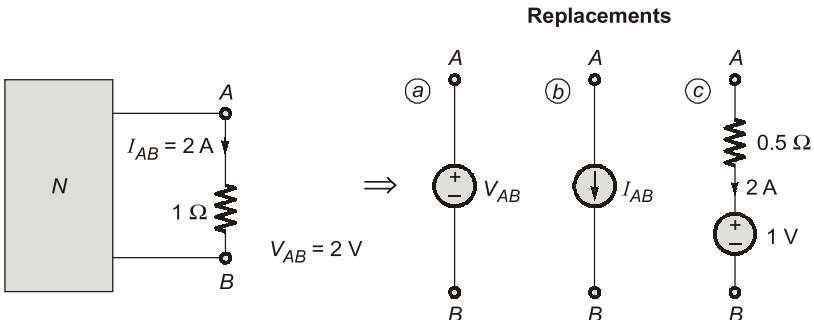 Replacements
A
I_AB = 2 A
N
1 Ω
V_AB = 2 V
B
⇒
a
A
+
–
V_AB
B
b
A
I_AB
B
c
A
0.5 Ω
2 A
+
–
1 V
B